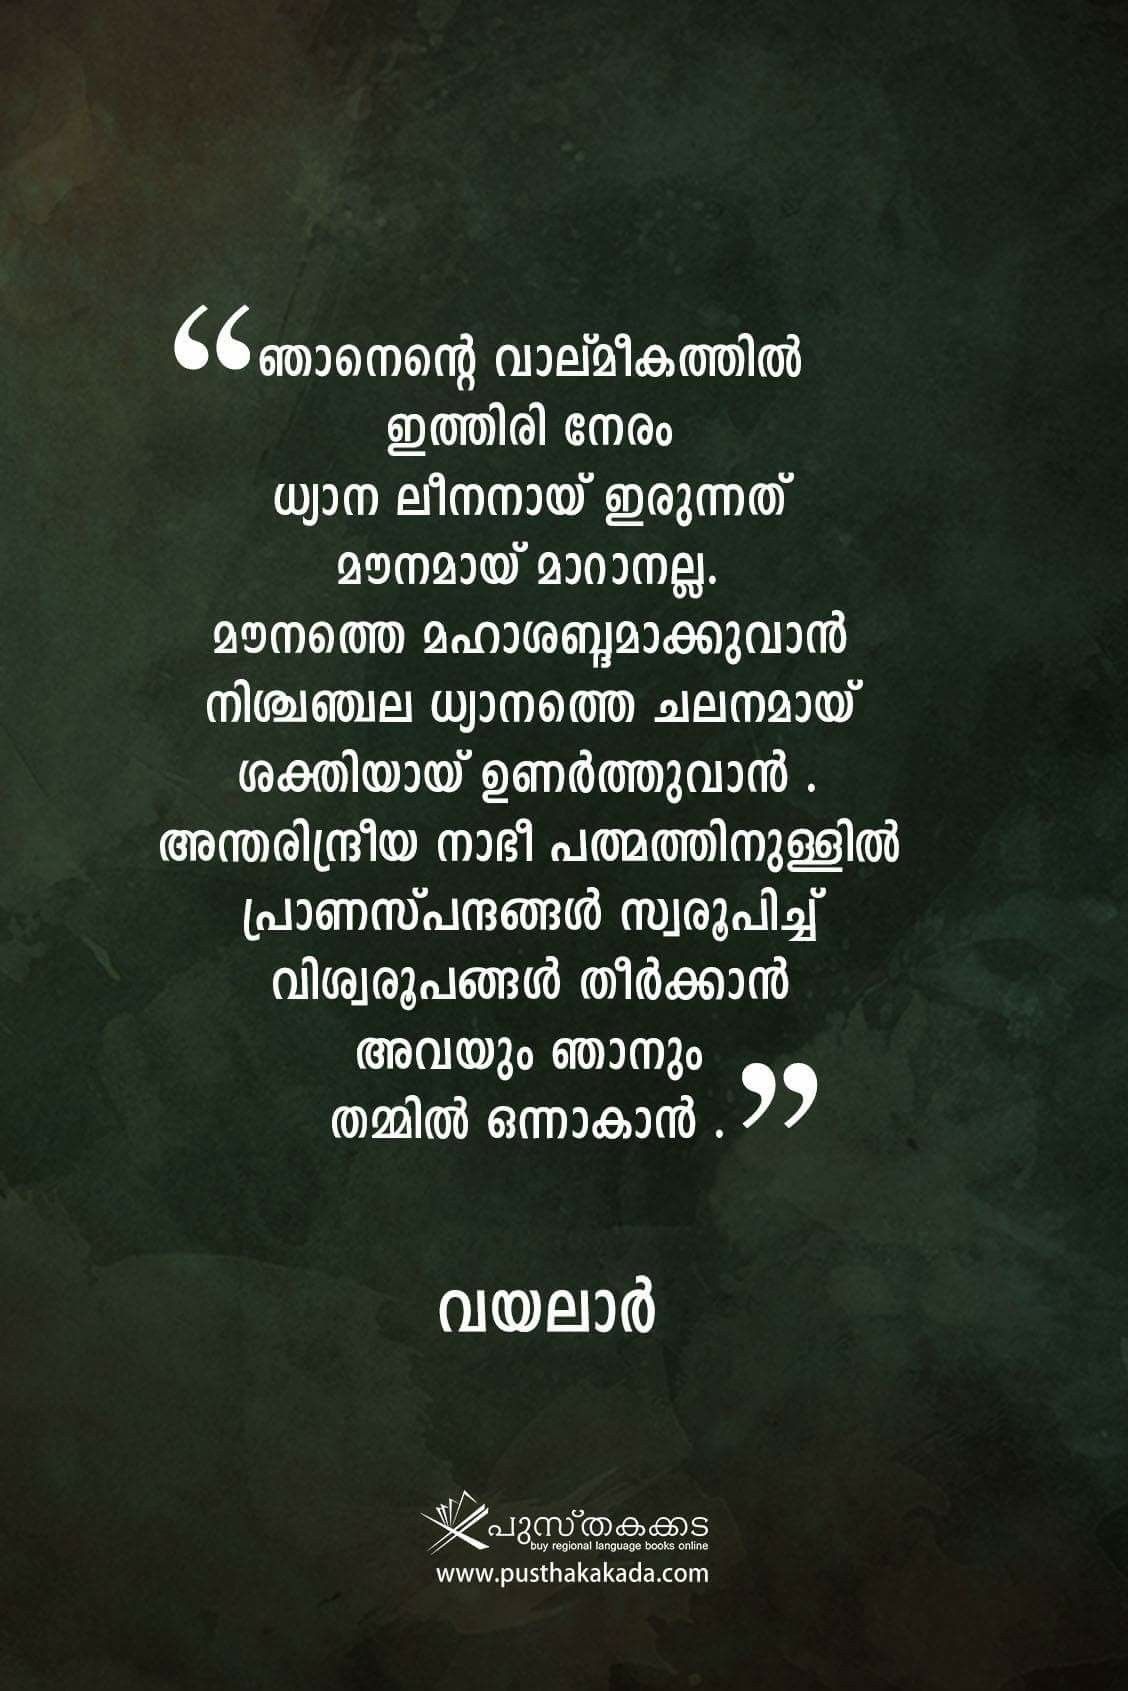 “ഞാനെന്റെ വാല്മീകത്തിൽ
ഇത്തിരി നേരം
ധ്യാന ലീനനായ് ഇരുന്നത്
മൗനമായ് മാറാനല്ല.
മൗനത്തെ മഹാശബ്ദമാക്കുവാൻ
നിശ്ചഞ്ചല ധ്യാനത്തെ ചലനമായ്
ശക്തിയായ് ഉണർത്തുവാൻ .
അന്തരിന്ദ്രീയ നാഭീ പത്മത്തിനുള്ളിൽ
പ്രാണസ്പന്ദങ്ങൾ സ്വരൂപിച്ച്
വിശ്വരൂപങ്ങൾ തീർക്കാൻ
അവയും ഞാനും
തമ്മിൽ ഒന്നാകാൻ .”
വയലാർ
പുസ്തകക്കട
buy regional language books online
www.pusthakakada.com